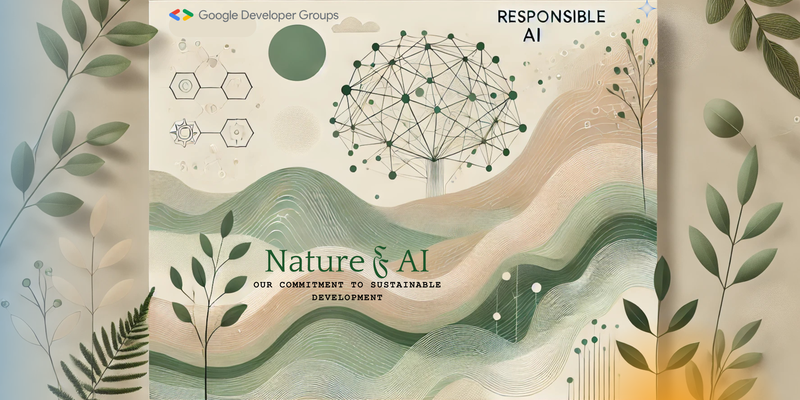 Google Developer Groups
RESPONSIBLE
AI
Nature & AI
OUR COMMITMENT TO SUSTAINABLE
DEVELOPMENT